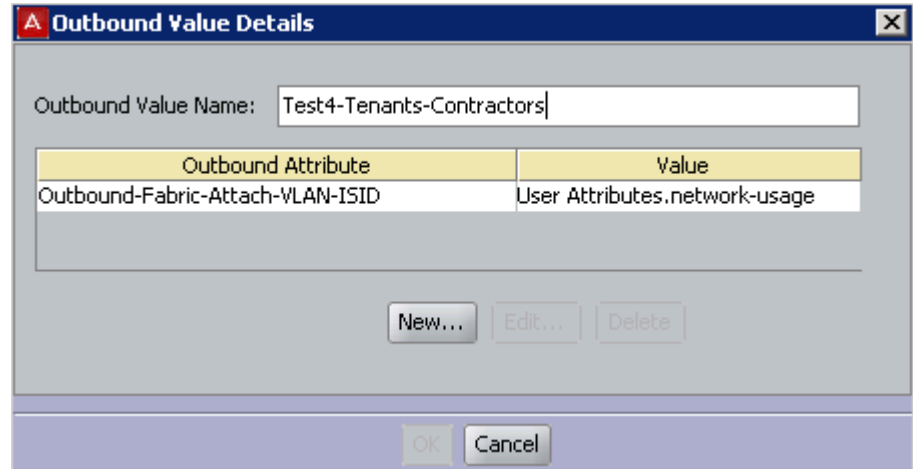 A Outbound Value Details
Outbound Value Name: Test4-Tenants-Contractors
Outbound Attribute Value
Outbound-Fabric-Attach-VLAN-ISID User Attributes.network-usage
New... Edit... Delete
OK Cancel